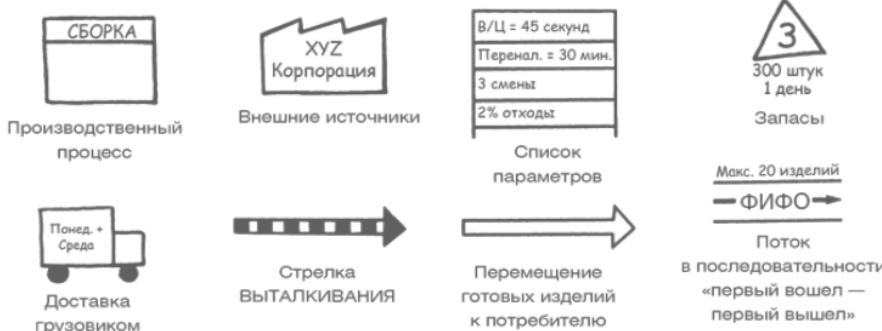 СБОРКА
Производственный
процесс
XYZ
Корпорация
Внешние источники
В/Ц = 45 секунд
Перенал. = 30 мин.
3 смены
2% отходы
Список
параметров
З
300 штук
1 день
Запасы
Понед. +
Среда
Доставка
грузовиком
Стрелка
ВЫТАЛКИВАНИЯ
Перемещение
готовых изделий
к потребителю
Макс. 20 изделий
ФИФО
Поток
в последовательности
«первый вошел —
первый вышел»